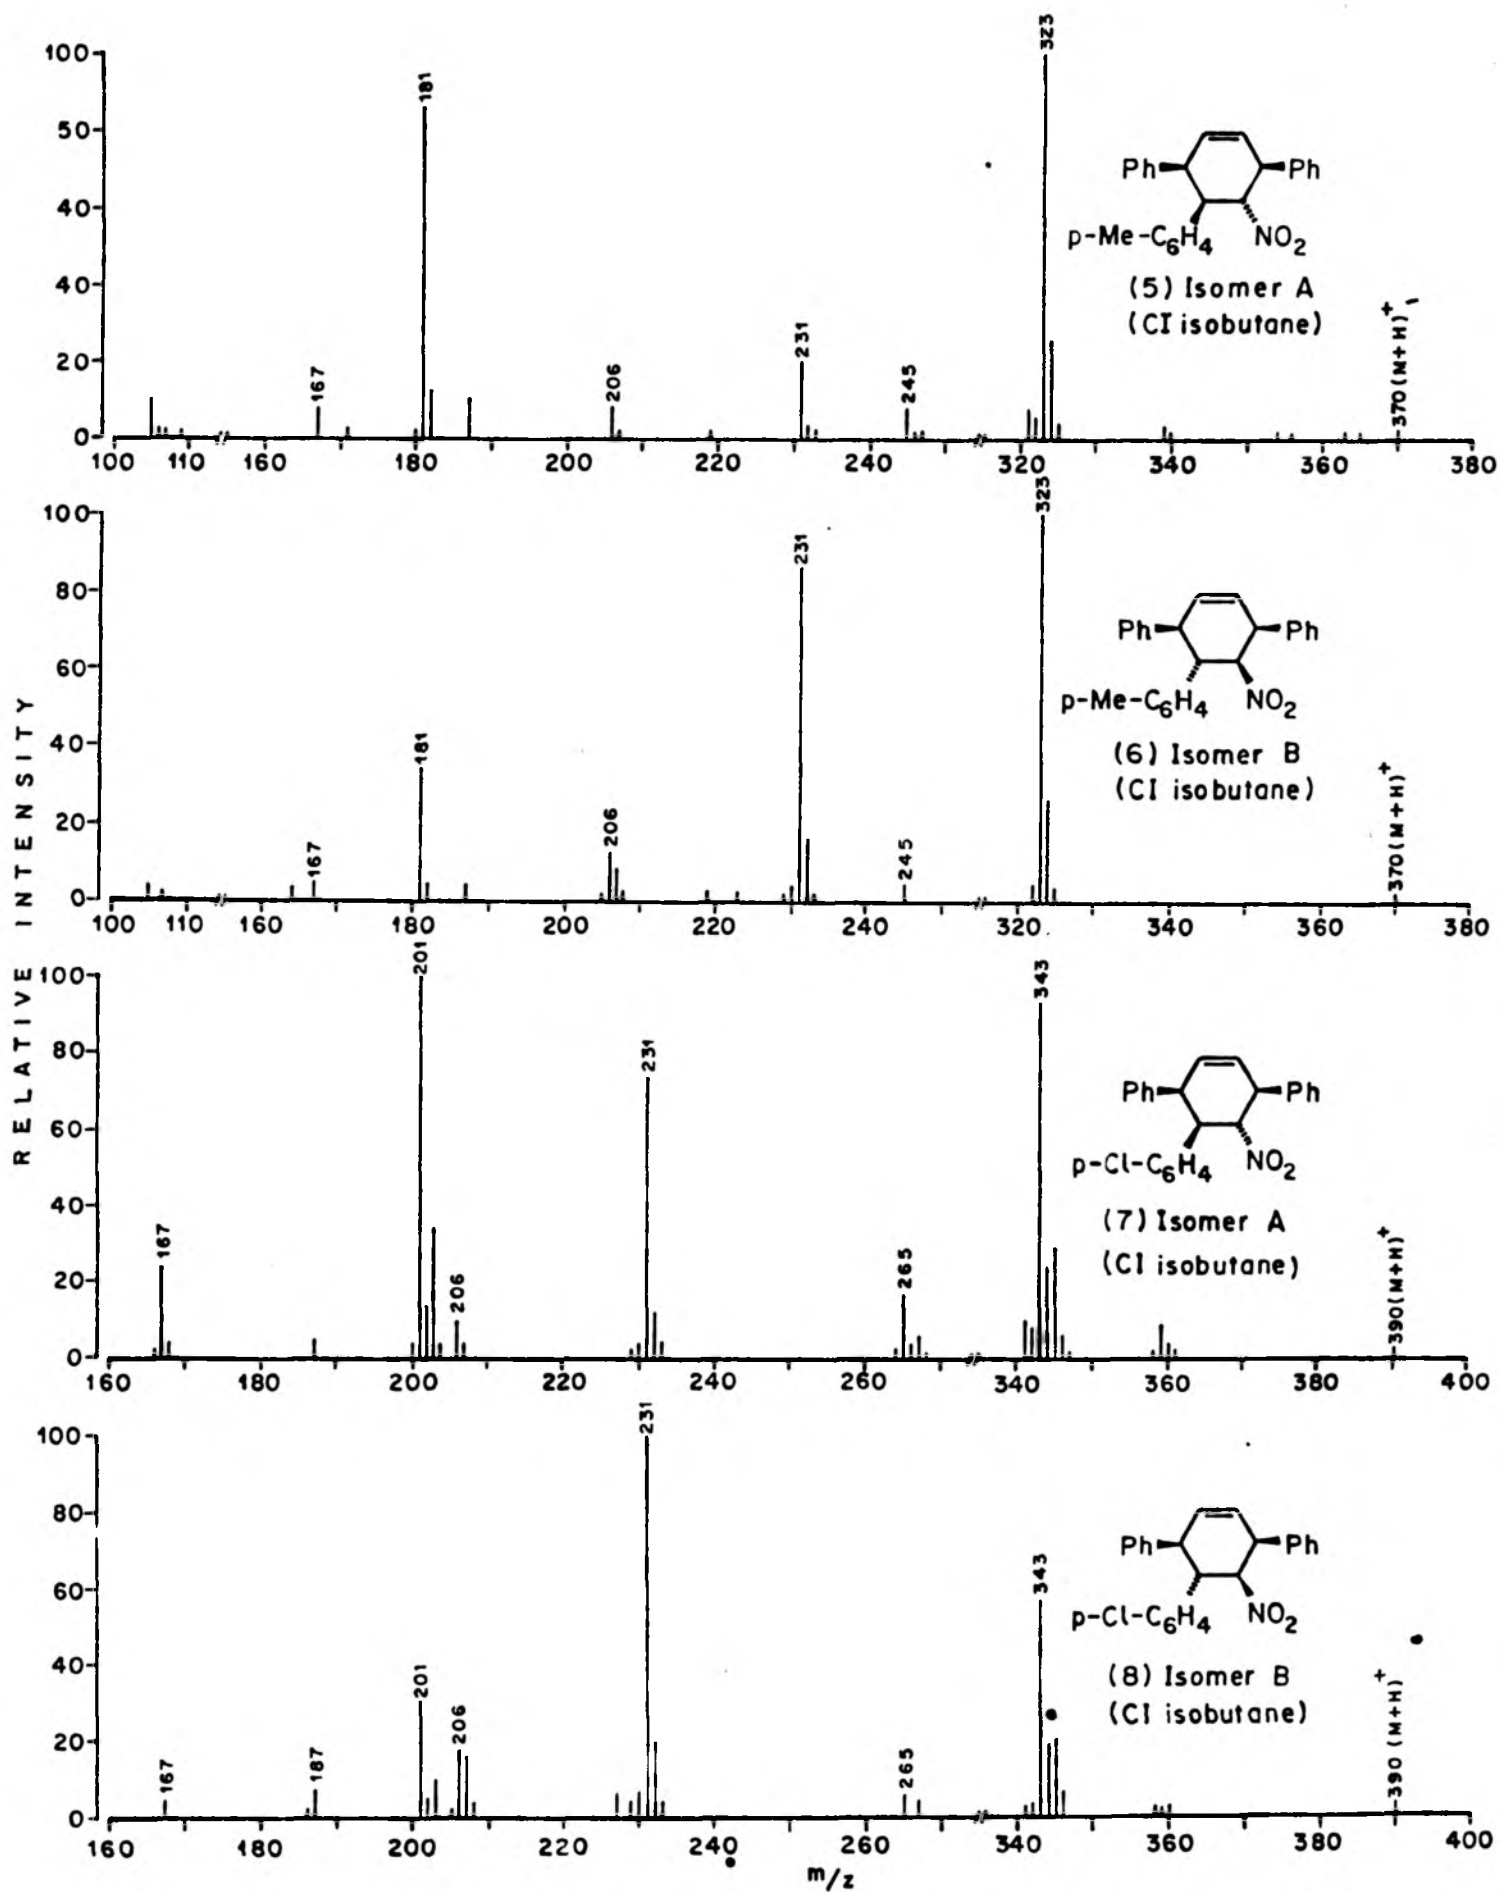 RELATIVE INTENSITY
100
50
40
40
20
0
181
323
167
206
231
245
370(M+H)+
Ph
Ph
p-Me-C6H4
NO2
(5) Isomer A
(CI isobutane)
100 110 160 180 200 220 240 320 340 360 380
100
80
60
40
20
0
167
181
206
231
245
323
370(M+H)+
Ph
Ph
p-Me-C6H4
NO2
(6) Isomer B
(CI isobutane)
100 110 160 180 200 220 240 320 340 360 380
100
80
60
40
20
0
167
201
206
231
265
343
390(M+H)+
Ph
Ph
p-Cl-C6H4
NO2
(7) Isomer A
(CI isobutane)
160 180 200 220 240 260 340 360 380 400
100
80
60
40
20
0
167
187
201
206
231
265
343
390 (M+H)+
Ph
Ph
p-Cl-C6H4
NO2
(8) Isomer B
(CI isobutane)
160 180 200 220 240 260 340 360 380 400
m/z